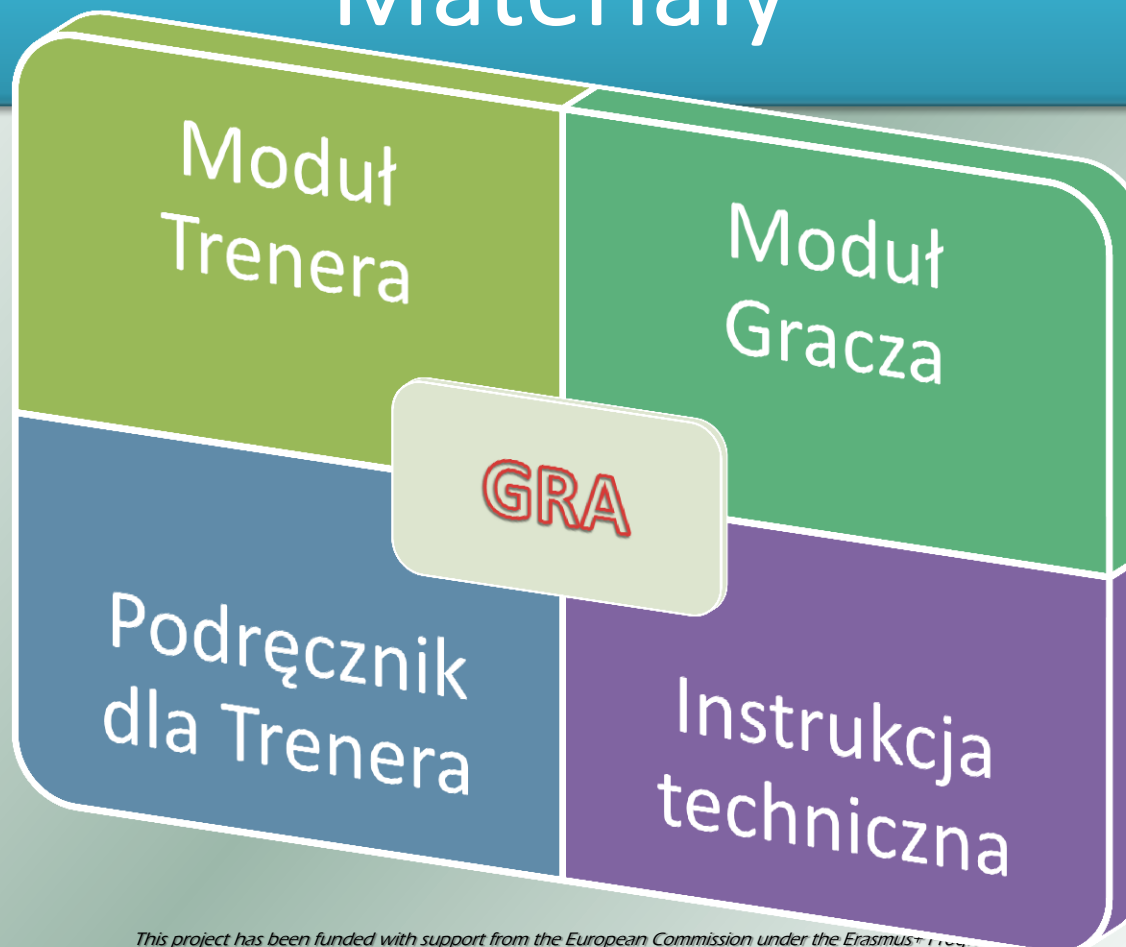 Materiały
Moduł
Trenera
Moduł
Gracza
GRA
Podręcznik
dla Trenera
Instrukcja
techniczna
This project has been funded with support from the European Commission under the Erasmus+